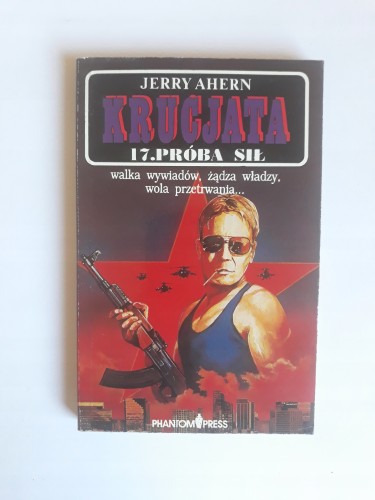 JERRY AHERN
KRUCJATA
17.PRÓBA SIŁ
walka wywiadów, żądza władzy,
wola przetrwania...
PHANTOM PRESS